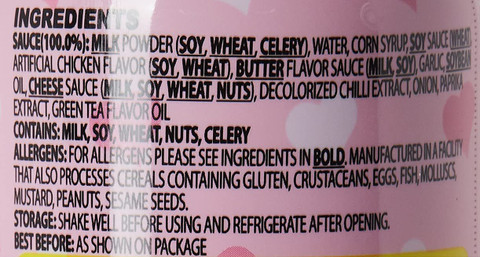 INGREDIENTS
SAUCE(100.0%): MILK POWDER (SOY, WHEAT, CELERY), WATER, CORN SYRUP, SOY SAUCE (WHEAT),
ARTIFICIAL CHICKEN FLAVOR (SOY, WHEAT), BUTTER FLAVOR SAUCE (MILK, SOY), GARLIC, SOYBEAN
OIL, CHEESE SAUCE (MILK, SOY, WHEAT, NUTS), DECOLORIZED CHILLI EXTRACT, ONION, PAPRIKA
EXTRACT, GREEN TEA FLAVOR OIL
CONTAINS: MILK, SOY, WHEAT, NUTS, CELERY
ALLERGENS: FOR ALLERGENS PLEASE SEE INGREDIENTS IN BOLD. MANUFACTURED IN A FACILITY
THAT ALSO PROCESSES CEREALS CONTAINING GLUTEN, CRUSTACEANS, EGGS, FISH, MOLLUSCS,
MUSTARD, PEANUTS, SESAME SEEDS.
STORAGE: SHAKE WELL BEFORE USING AND REFRIGERATE AFTER OPENING.
BEST BEFORE: AS SHOWN ON PACKAGE